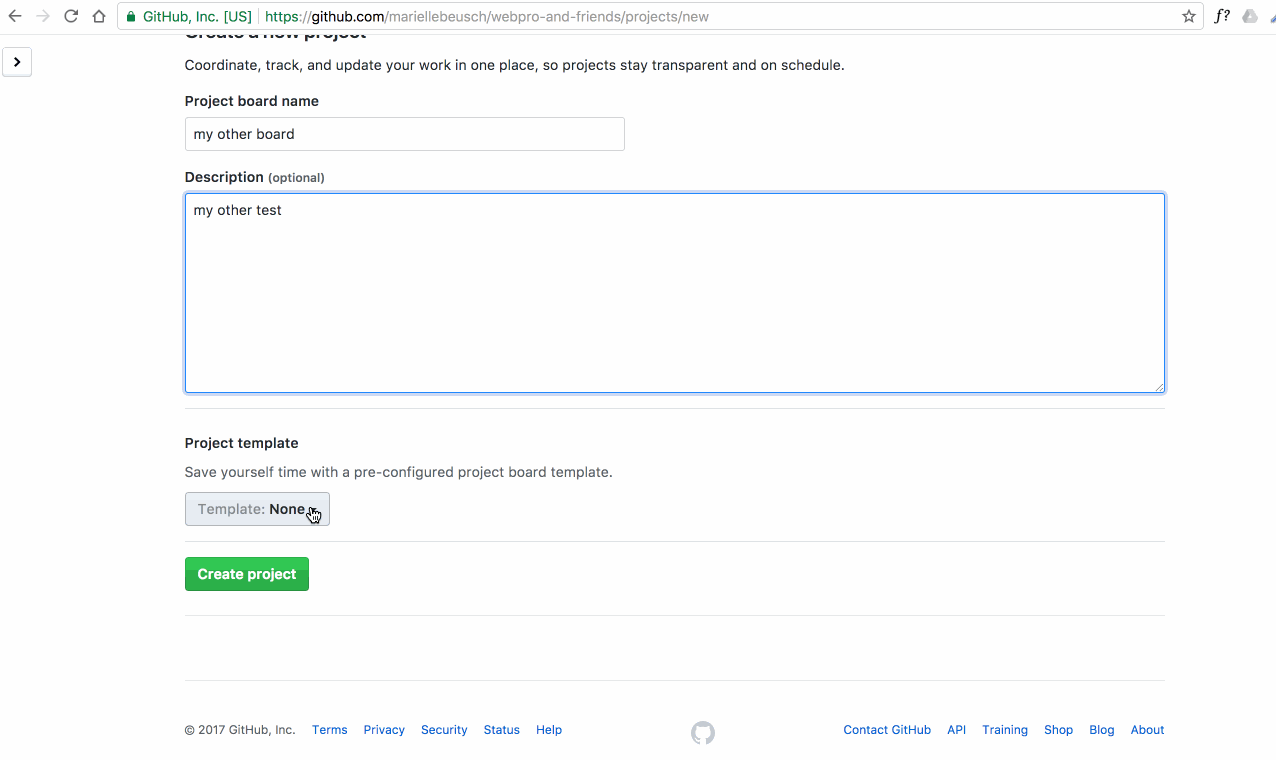 GitHub, Inc. [US] https://github.com/mariellebeusch/webpro-and-friends/projects/new f?
Create a new project
Coordinate, track, and update your work in one place, so projects stay transparent and on schedule.
Project board name
my other board
Description (optional)
my other test
Project template
Save yourself time with a pre-configured project board template.
Template: None
Create project
© 2017 GitHub, Inc. Terms Privacy Security Status Help Contact GitHub API Training Shop Blog About